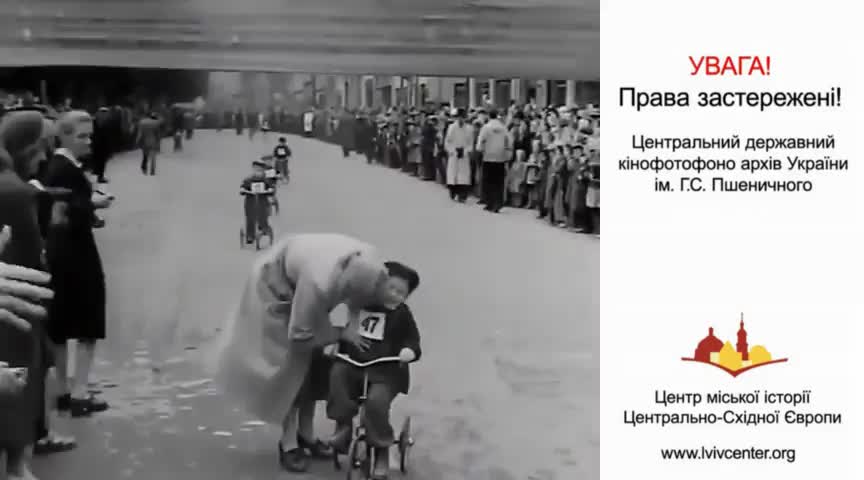 УВАГА!
Права застережені!
Центральний державний
кінофотофоно архів України
ім. Г.С. Пшеничного
47
Центр міської історії
Центрально-Східної Європи
www.lvivcenter.org